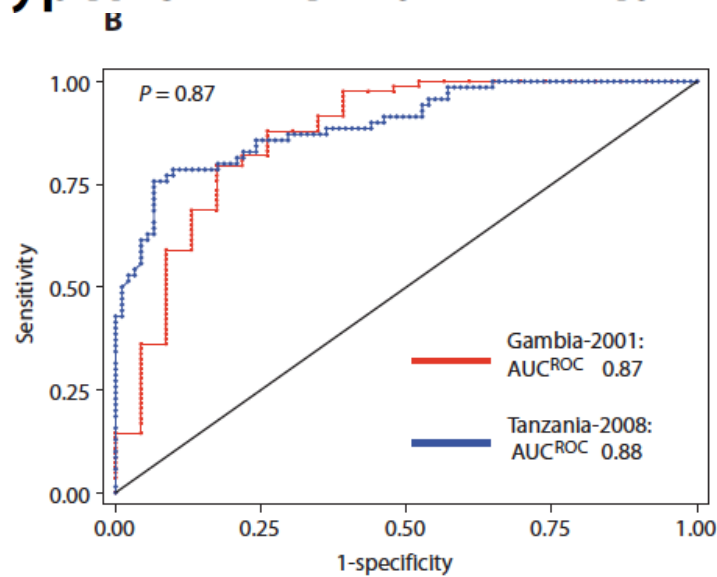 B
P = 0.87
1.00
0.75
0.50
0.25
0.00
Sensitivity
Gambia-2001:
AUCROC 0.87
Tanzania-2008:
AUCROC 0.88
0.00 0.25 0.50 0.75 1.00
1-specificity